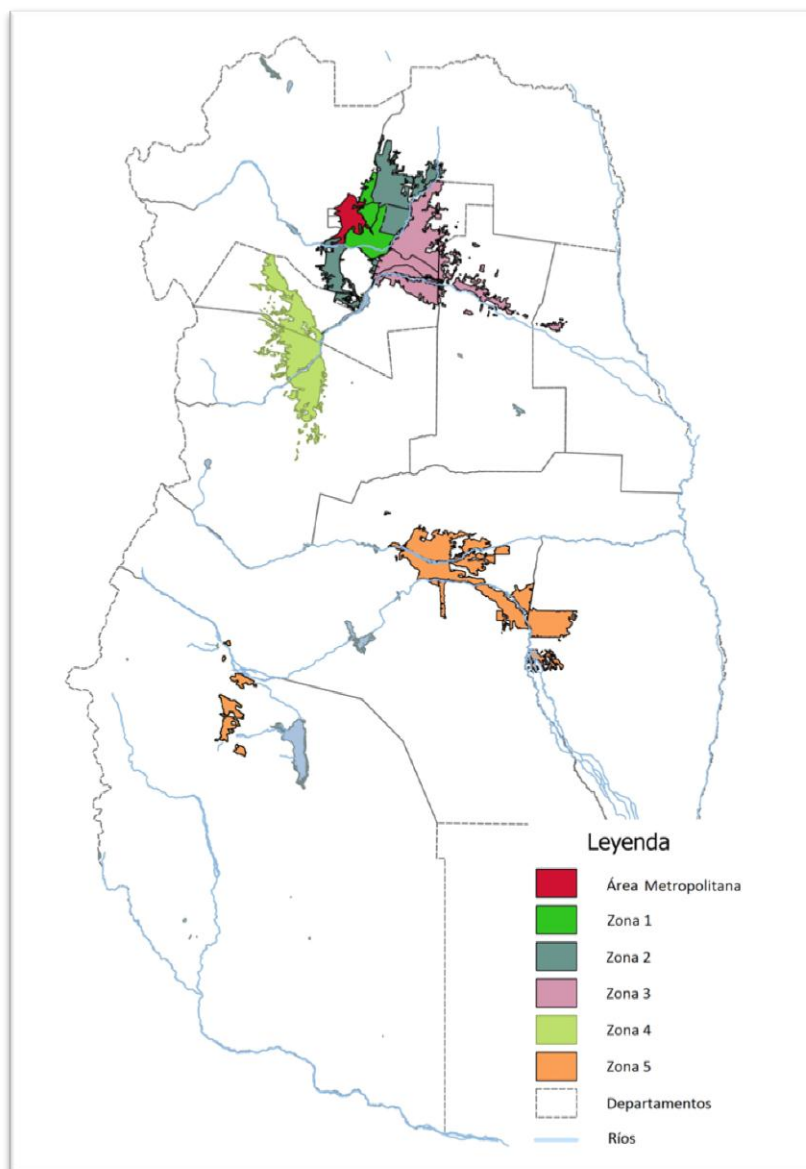 Leyenda
Área Metropolitana
Zona 1
Zona 2
Zona 3
Zona 4
Zona 5
Departamentos
Ríos